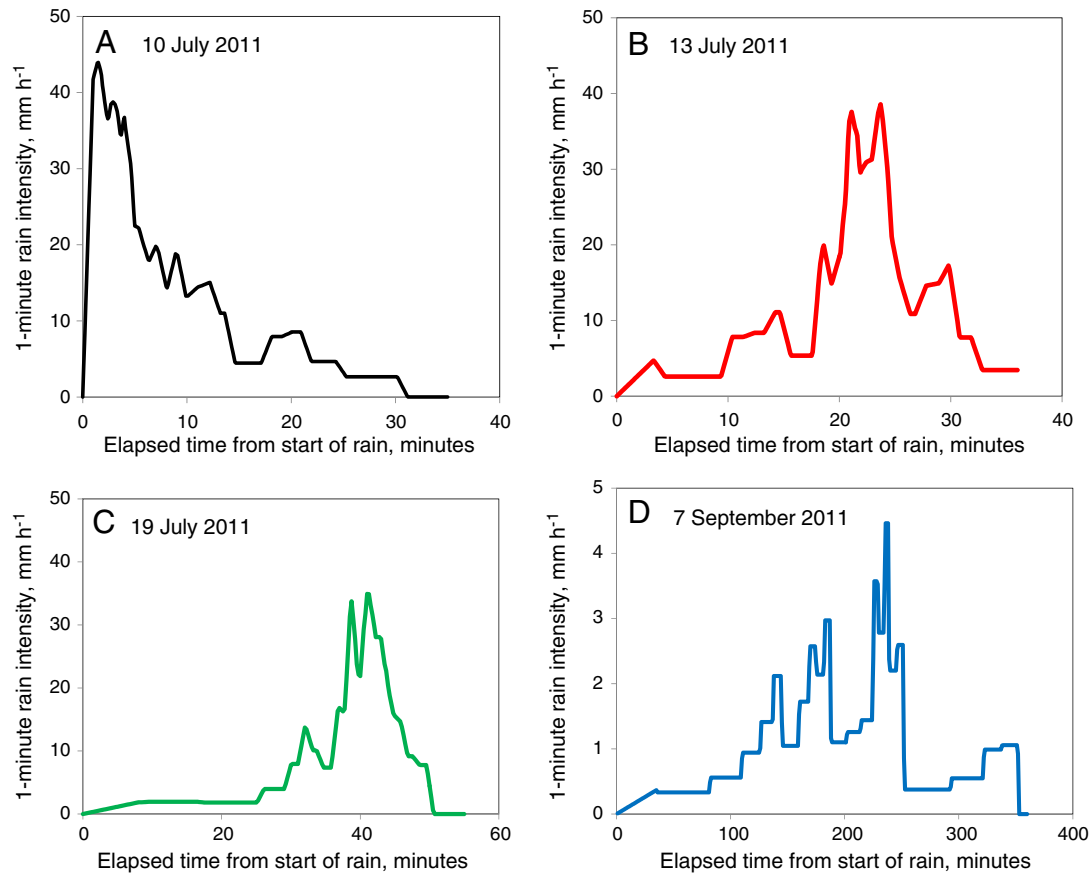 A 10 July 2011
1-minute rain intensity, mm h⁻¹
50
40
30
20
10
0
0 10 20 30 40
Elapsed time from start of rain, minutes
B 13 July 2011
1-minute rain intensity, mm h⁻¹
50
40
30
20
10
0
0 10 20 30 40
Elapsed time from start of rain, minutes
C 19 July 2011
1-minute rain intensity, mm h⁻¹
50
40
30
20
10
0
0 20 40 60
Elapsed time from start of rain, minutes
D 7 September 2011
1-minute rain intensity, mm h⁻¹
5
4
3
2
1
0
0 100 200 300 400
Elapsed time from start of rain, minutes